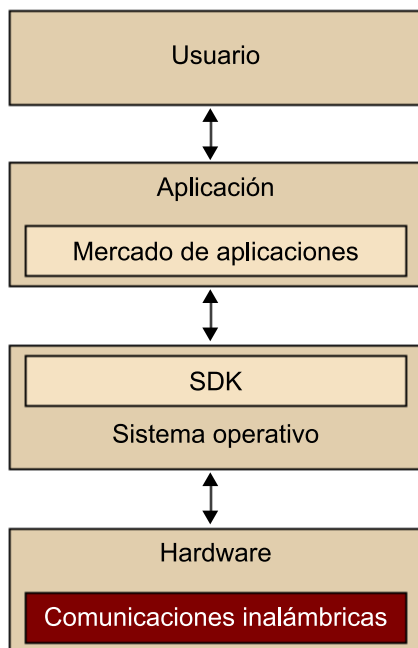 Usuario
Aplicación
Mercado de aplicaciones
SDK
Sistema operativo
Hardware
Comunicaciones inalámbricas